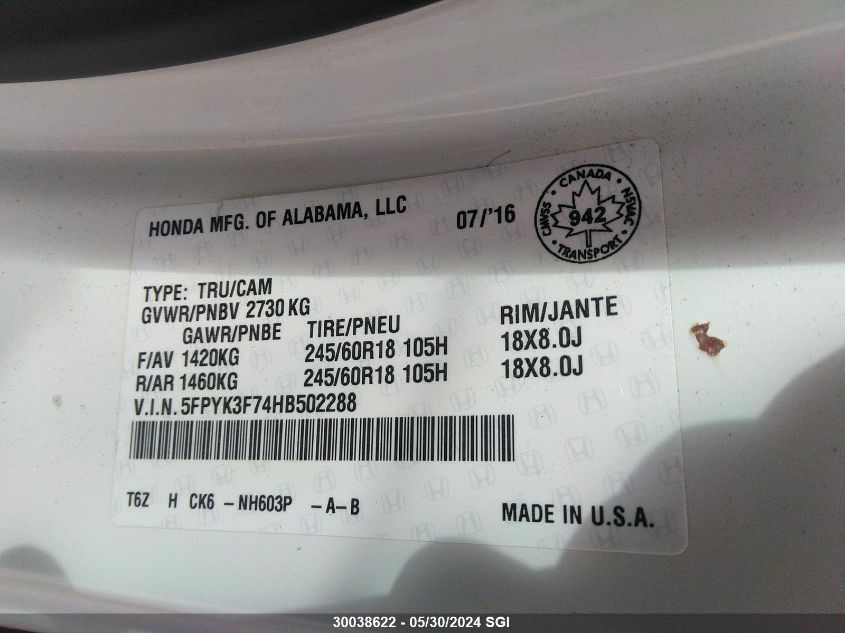 HONDA MFG. OF ALABAMA, LLC 07/'16
CANADA
CMVSS 942 NSVAC
TRANSPORT
TYPE: TRU/CAM
GVWR/PNBV 2730 KG
GAWR/PNBE TIRE/PNEU RIM/JANTE
F/AV 1420KG 245/60R18 105H 18X8.0J
R/AR 1460KG 245/60R18 105H 18X8.0J
V.I.N. 5FPYK3F74HB502288
T6Z H CK6 -NH603P -A-B
MADE IN U.S.A.
30038622 - 05/30/2024 SGI